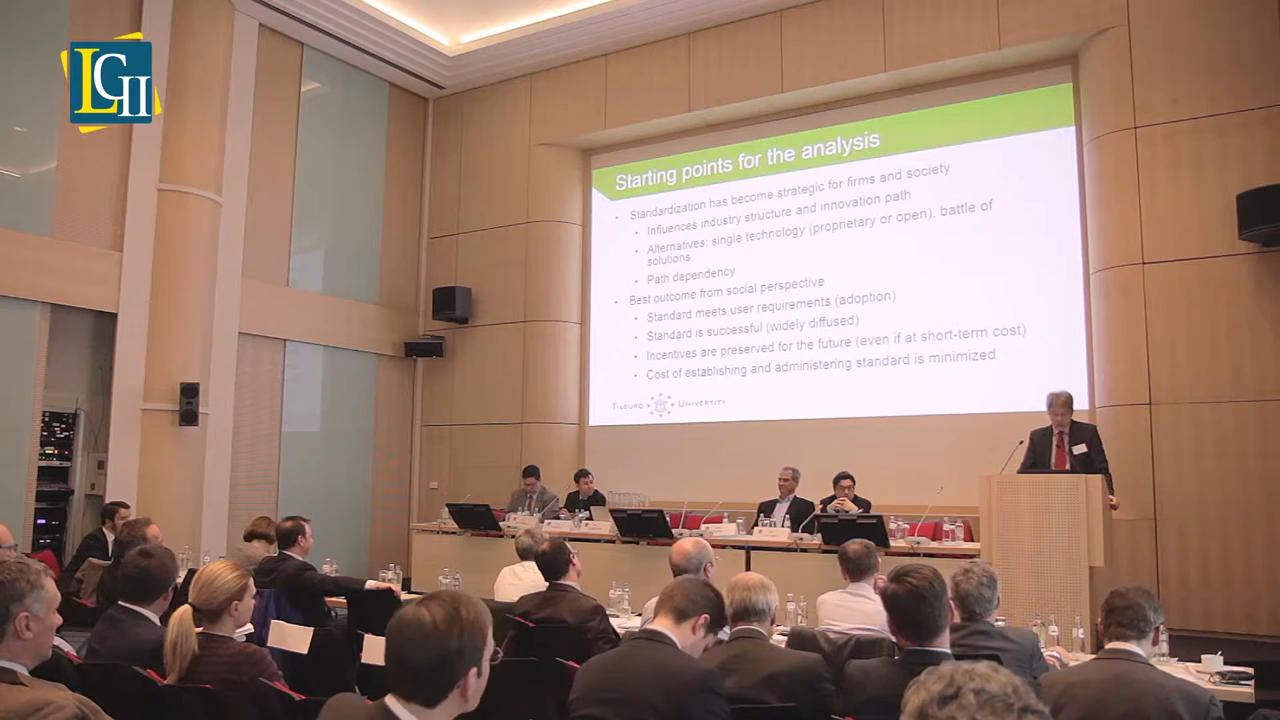 LCII
Starting points for the analysis
• Standardization has become strategic for firms and society
• Influences industry structure and innovation path
• Alternatives: single technology (proprietary or open), battle of
solutions
• Path dependency
• Best outcome from social perspective
• Standard meets user requirements (adoption)
• Standard is successful (widely diffused)
• Incentives are preserved for the future (even if at short-term cost)
• Cost of establishing and administering standard is minimized
TILBURG UNIVERSITY